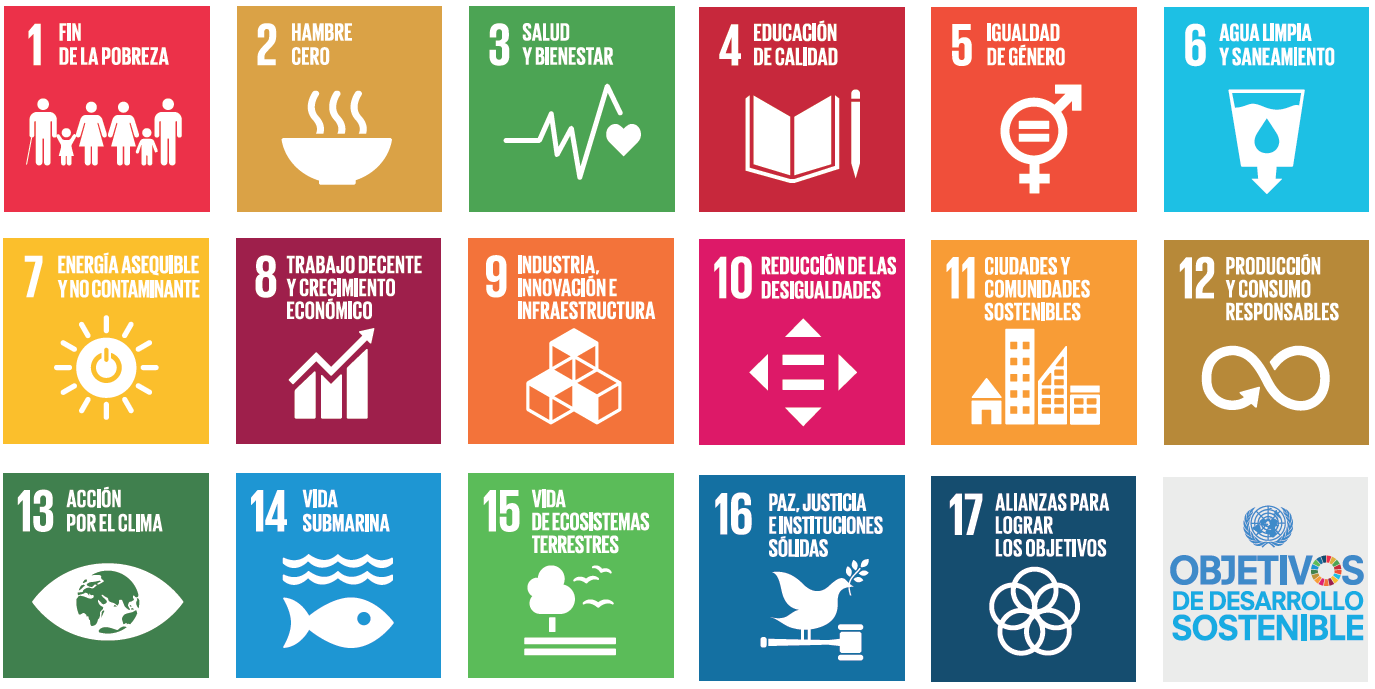 1 FIN
DE LA POBREZA
2 HAMBRE
CERO
3 SALUD
Y BIENESTAR
4 EDUCACIÓN
DE CALIDAD
5 IGUALDAD
DE GÉNERO
6 AGUA LIMPIA
Y SANEAMIENTO
7 ENERGÍA ASEQUIBLE
Y NO CONTAMINANTE
8 TRABAJO DECENTE
Y CRECIMIENTO
ECONÓMICO
9 INDUSTRIA,
INNOVACIÓN E
INFRAESTRUCTURA
10 REDUCCIÓN DE LAS
DESIGUALDADES
11 CIUDADES Y
COMUNIDADES
SOSTENIBLES
12 PRODUCCIÓN
Y CONSUMO
RESPONSABLES
13 ACCIÓN
POR EL CLIMA
14 VIDA
SUBMARINA
15 VIDA
DE ECOSISTEMAS
TERRESTRES
16 PAZ, JUSTICIA
E INSTITUCIONES
SÓLIDAS
17 ALIANZAS PARA
LOGRAR
LOS OBJETIVOS
OBJETIVOS
DE DESARROLLO
SOSTENIBLE